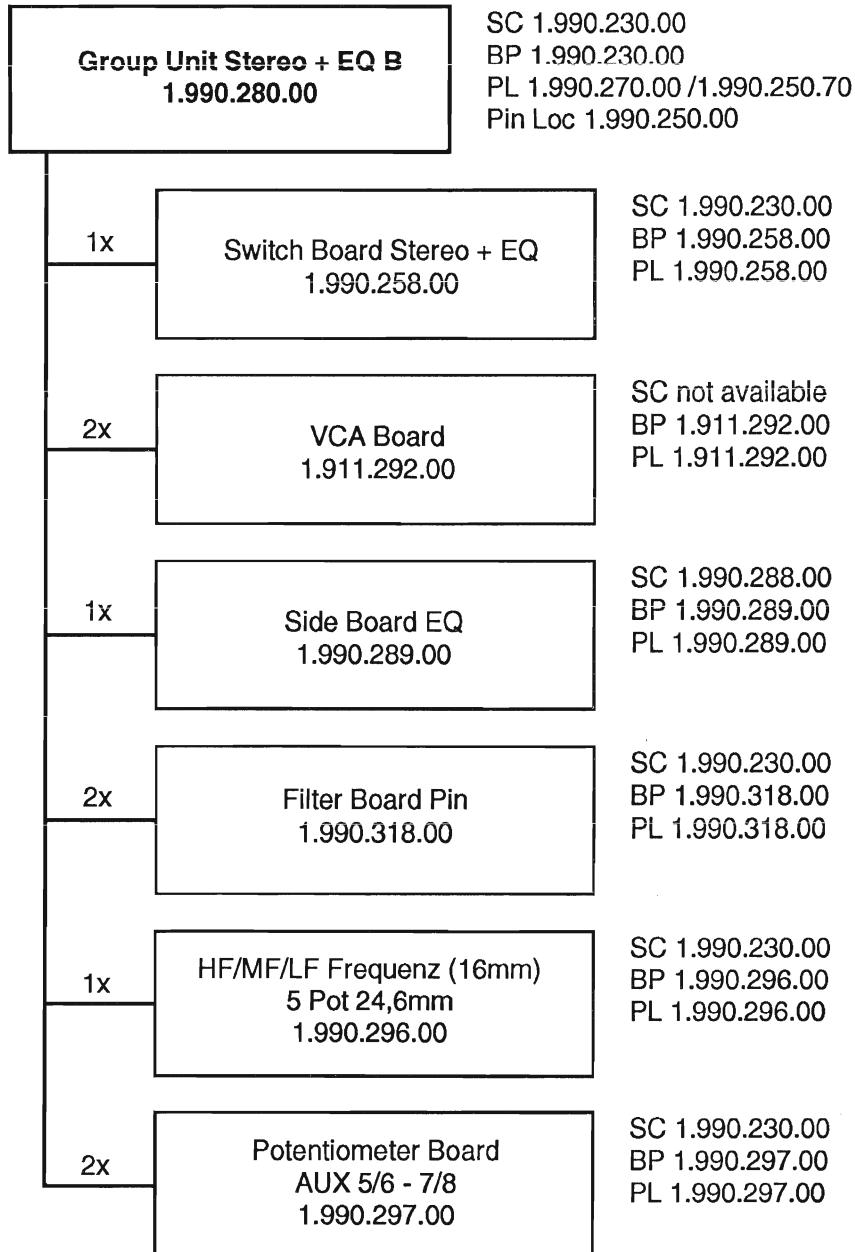 Group Unit Stereo + EQ B
1.990.280.00
SC 1.990.230.00
BP 1.990.230.00
PL 1.990.270.00 /1.990.250.70
Pin Loc 1.990.250.00
1x
Switch Board Stereo + EQ
1.990.258.00
SC 1.990.230.00
BP 1.990.258.00
PL 1.990.258.00
2x
VCA Board
1.911.292.00
SC not available
BP 1.911.292.00
PL 1.911.292.00
1x
Side Board EQ
1.990.289.00
SC 1.990.288.00
BP 1.990.289.00
PL 1.990.289.00
2x
Filter Board Pin
1.990.318.00
SC 1.990.230.00
BP 1.990.318.00
PL 1.990.318.00
1x
HF/MF/LF Frequenz (16mm)
5 Pot 24,6mm
1.990.296.00
SC 1.990.230.00
BP 1.990.296.00
PL 1.990.296.00
2x
Potentiometer Board
AUX 5/6 - 7/8
1.990.297.00
SC 1.990.230.00
BP 1.990.297.00
PL 1.990.297.00